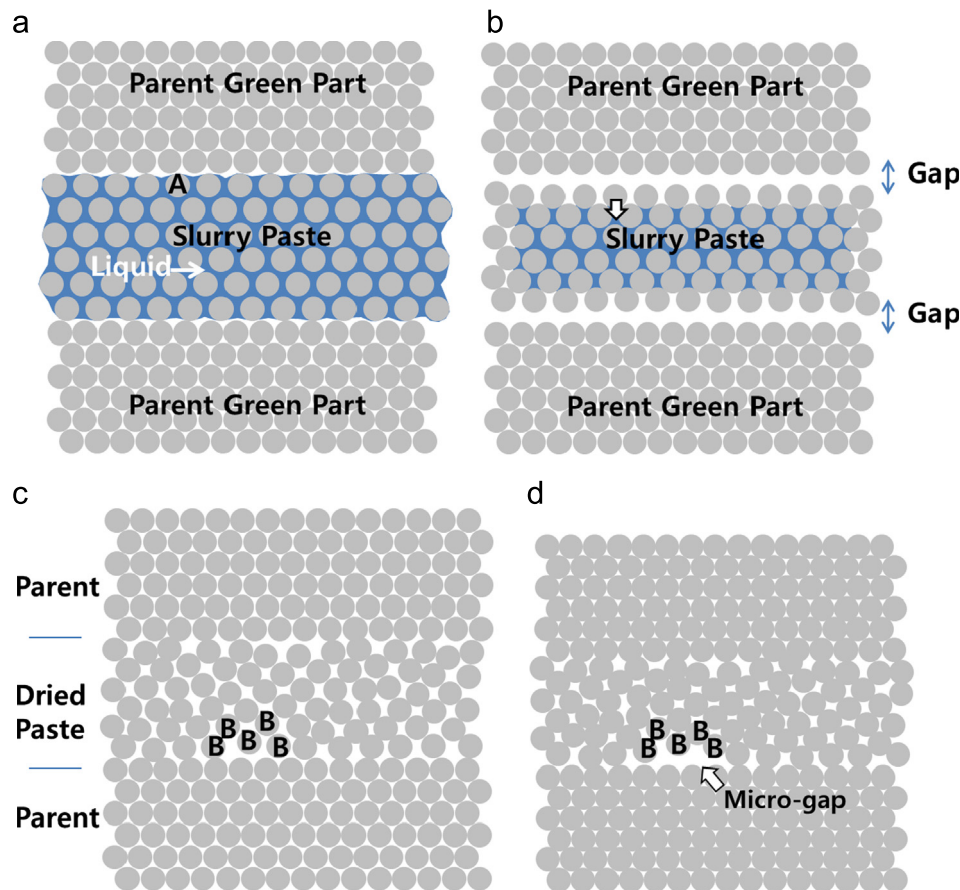 a
Parent Green Part
A
Slurry Paste
Liquid
Parent Green Part
b
Parent Green Part
Gap
Slurry Paste
Gap
Parent Green Part
c
Parent
Dried
Paste
B
B
B
B
B
Parent
d
B
B
B
B
B
Micro-gap